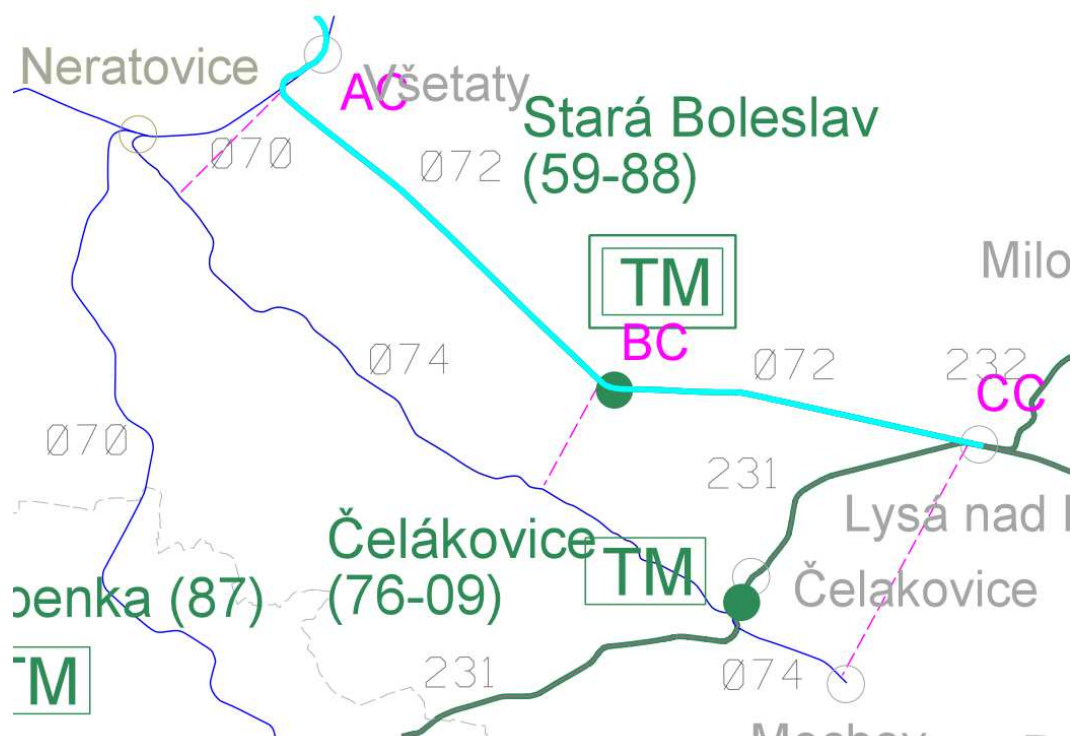 Neratovice
AC
Všetaty
Stará Boleslav
(59-88)
070
072
TM
Milo
BC
074
072
232
CC
070
231
Lysá nad
Čelákovice
(76-09)
TM
Čelakovice
benka (87)
TM
231
074